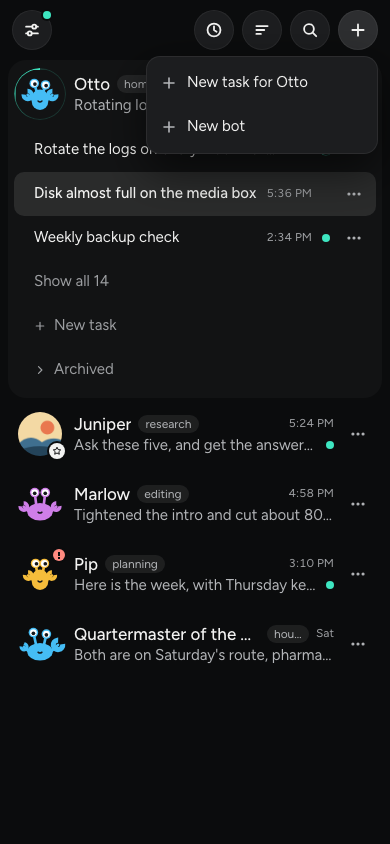 New task for Otto
New bot
Otto
Rotating lo
Rotate the logs
Disk almost full on the media box 5:36 PM
Weekly backup check 2:34 PM
Show all 14
New task
Archived
Juniper research 5:24 PM
Ask these five, and get the answer...
Marlow editing 4:58 PM
Tightened the intro and cut about 80...
Pip planning 3:10 PM
Here is the week, with Thursday ke...
Quartermaster of the ... hou... Sat
Both are on Saturday's route, pharma...